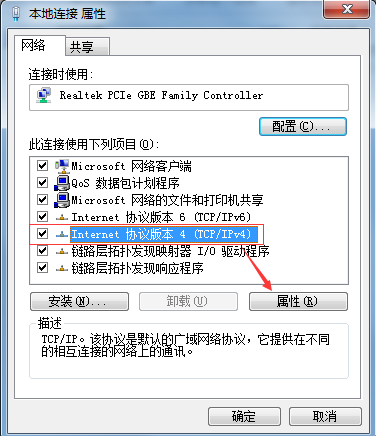 本地连接 属性
网络 共享
连接时使用:
Realtek PCIe GBE Family Controller
配置(C)...
此连接使用下列项目(O):
Microsoft 网络客户端
QoS 数据包计划程序
Microsoft 网络的文件和打印机共享
Internet 协议版本 6 (TCP/IPv6)
Internet 协议版本 4 (TCP/IPv4)
链路层拓扑发现映射器 I/O 驱动程序
链路层拓扑发现响应程序
安装(N)... 卸载(U) 属性(R)
描述
TCP/IP。该协议是默认的广域网络协议，它提供在不同
的相互连接的网络上的通讯。
确定 取消